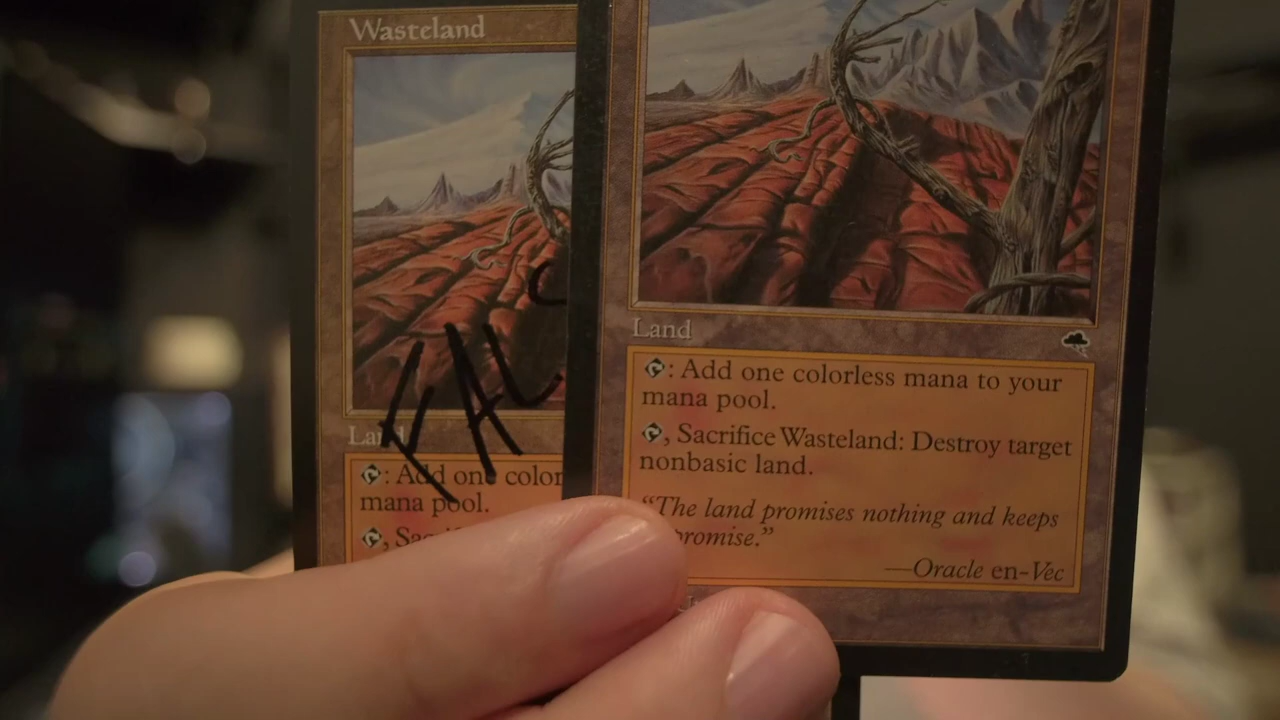 Wasteland
Land
: Add one color
mana pool.
Land
: Add one colorless mana to your
mana pool.
, Sacrifice Wasteland: Destroy target
nonbasic land.
"The land promises nothing and keeps
promise."
—Oracle en-Vec